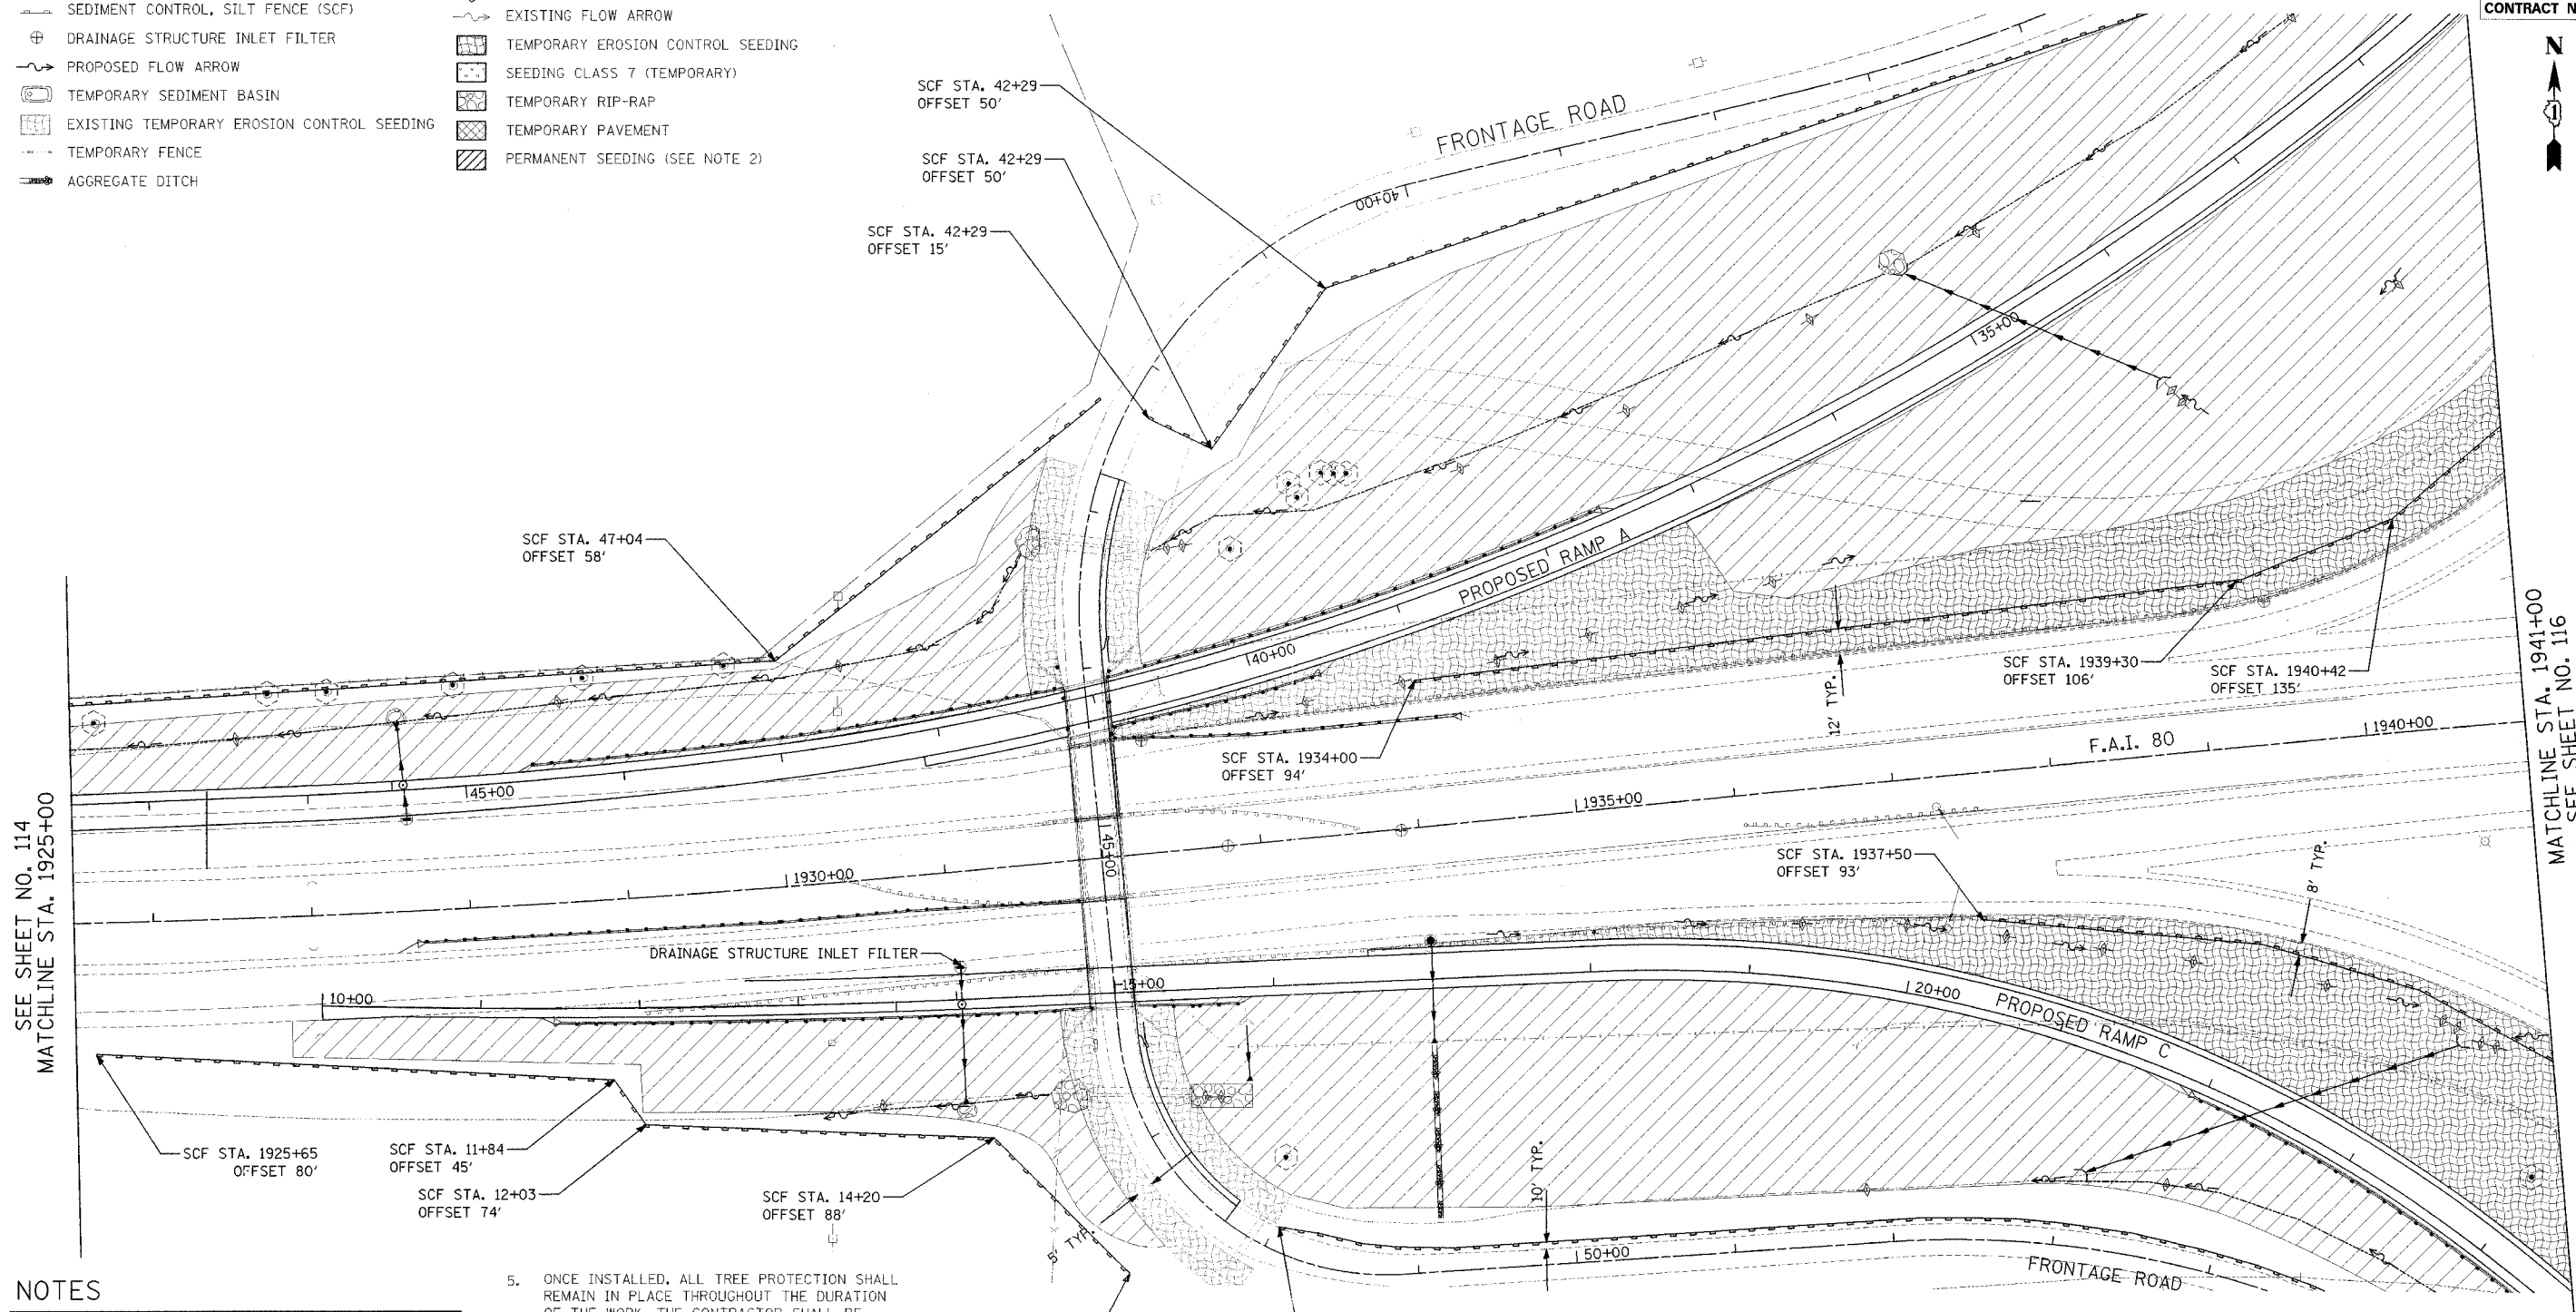 SEDIMENT CONTROL, SILT FENCE (SCF)
DRAINAGE STRUCTURE INLET FILTER
PROPOSED FLOW ARROW
TEMPORARY SEDIMENT BASIN
EXISTING TEMPORARY EROSION CONTROL SEEDING
TEMPORARY FENCE
AGGREGATE DITCH
EXISTING FLOW ARROW
TEMPORARY EROSION CONTROL SEEDING
SEEDING CLASS 7 (TEMPORARY)
TEMPORARY RIP-RAP
TEMPORARY PAVEMENT
PERMANENT SEEDING (SEE NOTE 2)
CONTRACT N
N
SCF STA. 42+29
OFFSET 50'
SCF STA. 42+29
OFFSET 50'
SCF STA. 42+29
OFFSET 15'
FRONTAGE ROAD
40+00
35+00
SCF STA. 47+04
OFFSET 58'
PROPOSED RAMP A
40+00
45+00
SCF STA. 1934+00
OFFSET 94'
12' TYP.
SCF STA. 1939+30
OFFSET 106'
SCF STA. 1940+42
OFFSET 135'
F.A.I. 80
1940+00
1935+00
1930+00
45+00
MATCHLINE STA. 1941+00
SEE SHEET NO. 116
SEE SHEET NO. 114
MATCHLINE STA. 1925+00
SCF STA. 1937+50
OFFSET 93'
8' TYP.
DRAINAGE STRUCTURE INLET FILTER
10+00
15+00
20+00
PROPOSED RAMP C
SCF STA. 1925+65
OFFSET 80'
SCF STA. 11+84
OFFSET 45'
SCF STA. 12+03
OFFSET 74'
SCF STA. 14+20
OFFSET 88'
5' TYP.
10' TYP.
50+00
FRONTAGE ROAD
NOTES
5. ONCE INSTALLED, ALL TREE PROTECTION SHALL
REMAIN IN PLACE THROUGHOUT THE DURATION
OF THE WORK. THE CONTRACTOR SHALL BE